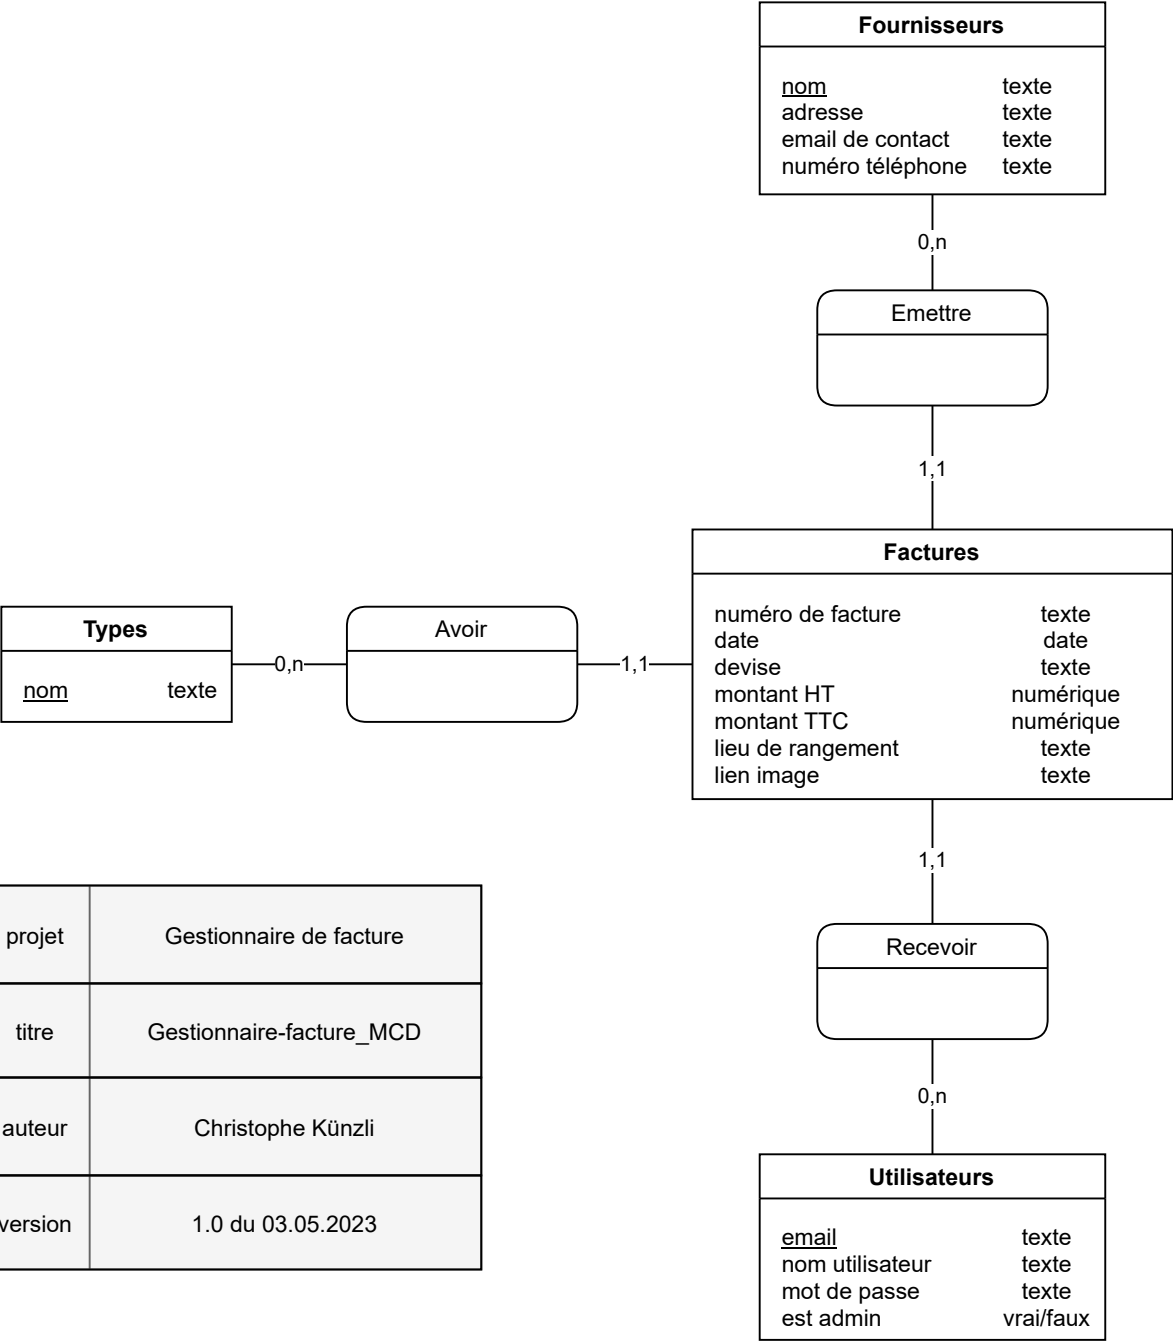 Fournisseurs
nom texte
adresse texte
email de contact texte
numéro téléphone texte
0,n
Emettre
1,1
Factures
numéro de facture texte
date date
devise texte
montant HT numérique
montant TTC numérique
lieu de rangement texte
lien image texte
Types
nom texte
0,n
Avoir
1,1
1,1
Recevoir
0,n
Utilisateurs
email texte
nom utilisateur texte
mot de passe texte
est admin vrai/faux
projet Gestionnaire de facture
titre Gestionnaire-facture_MCD
auteur Christophe Künzli
version 1.0 du 03.05.2023